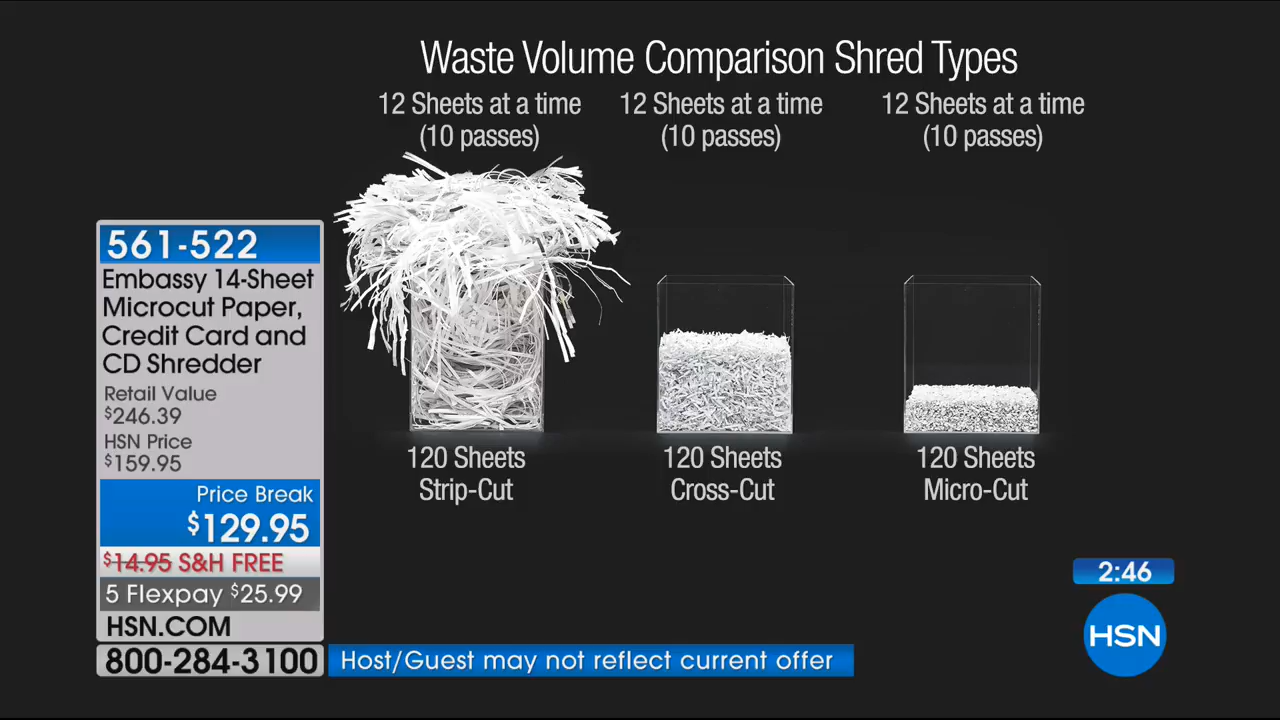 Waste Volume Comparison Shred Types
12 Sheets at a time
(10 passes)
12 Sheets at a time
(10 passes)
12 Sheets at a time
(10 passes)
120 Sheets
Strip-Cut
120 Sheets
Cross-Cut
120 Sheets
Micro-Cut
561-522
Embassy 14-Sheet
Microcut Paper,
Credit Card and
CD Shredder
Retail Value
$246.39
HSN Price
$159.95
Price Break
$129.95
$14.95 S&H FREE
5 Flexpay $25.99
HSN.COM
800-284-3100
Host/Guest may not reflect current offer
2:46
HSN